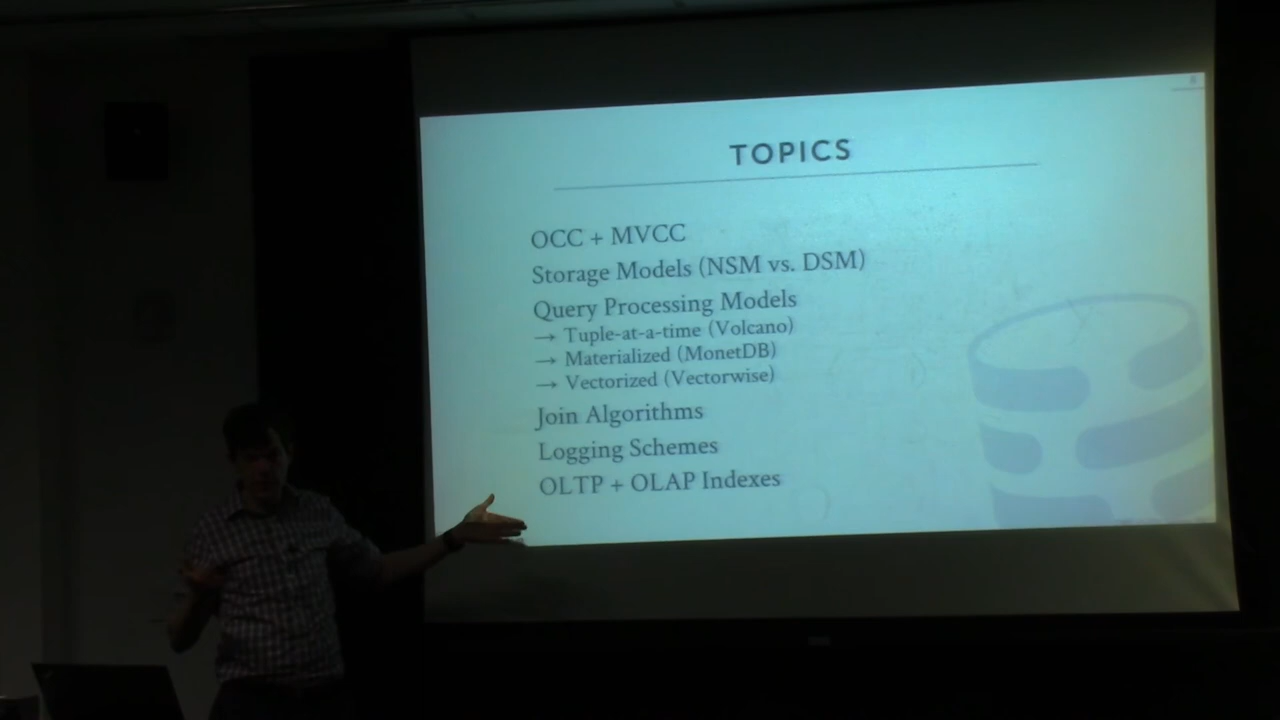 TOPICS
OCC + MVCC
Storage Models (NSM vs. DSM)
Query Processing Models
→ Tuple-at-a-time (Volcano)
→ Materialized (MonetDB)
→ Vectorized (Vectorwise)
Join Algorithms
Logging Schemes
OLTP + OLAP Indexes